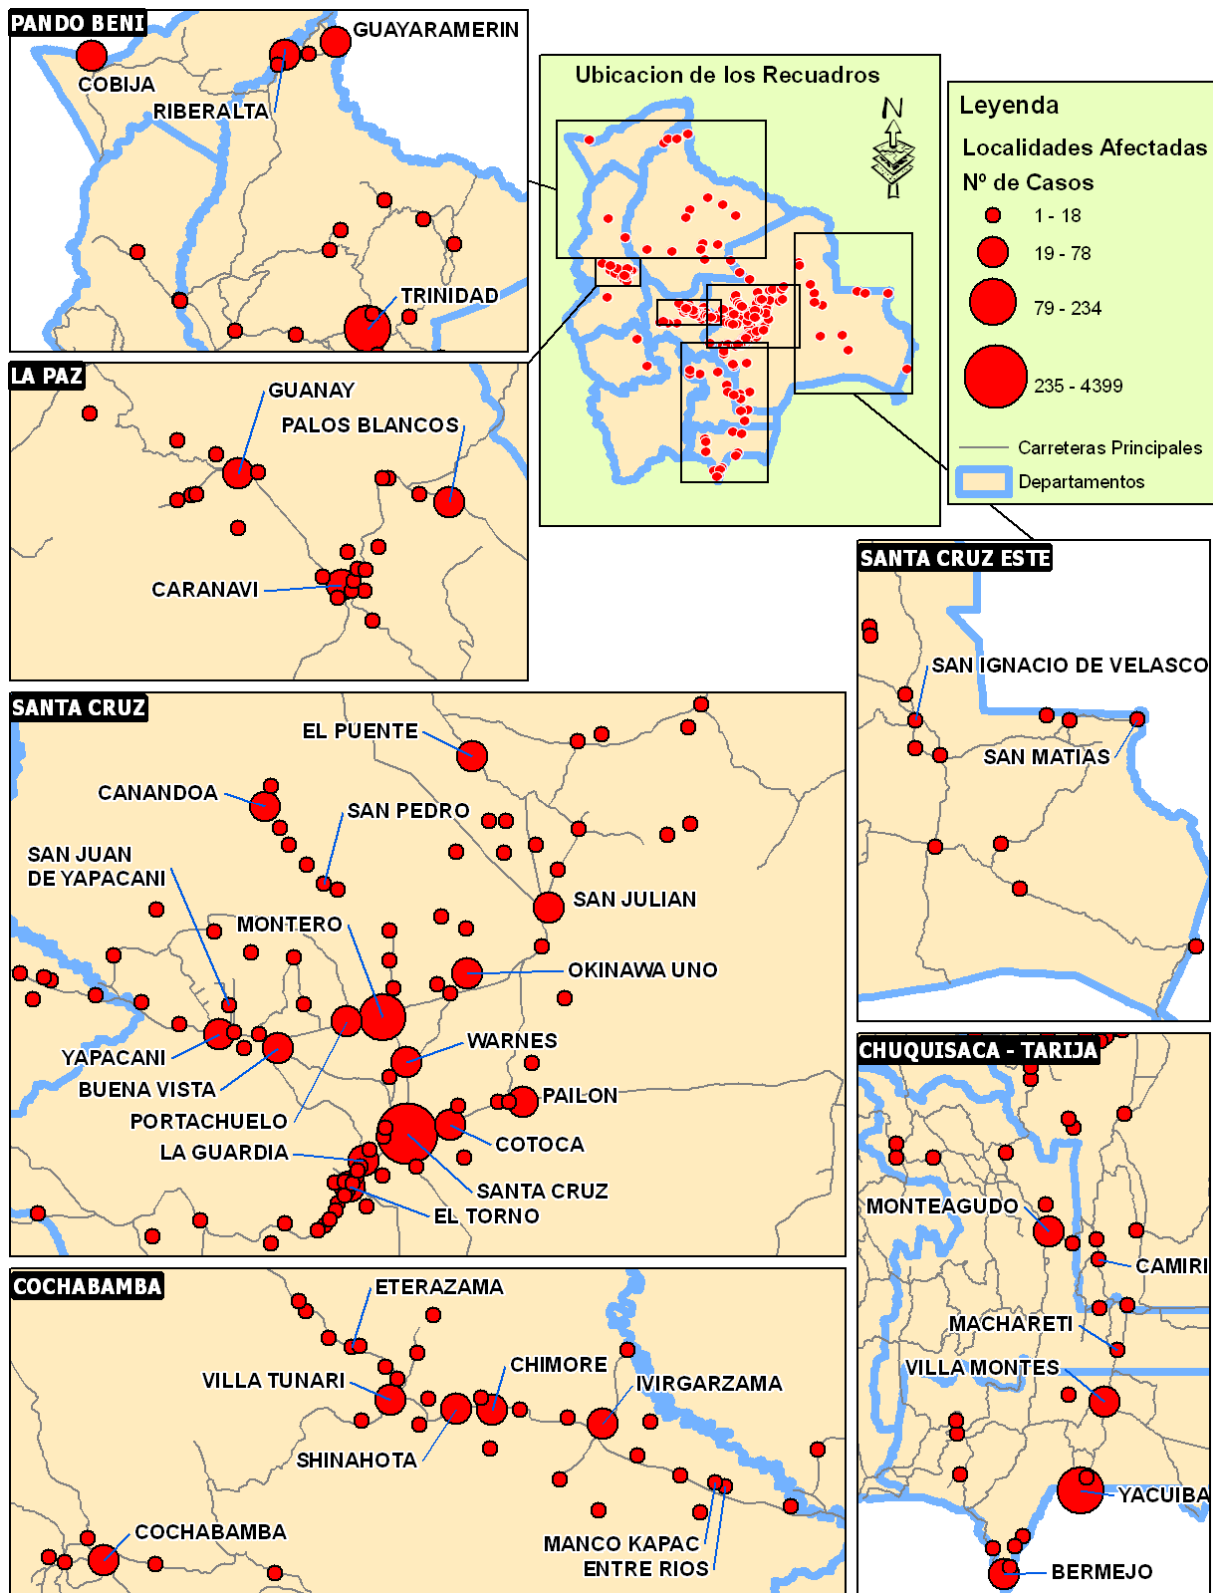 PANDO BENI
GUAYARAMERIN
COBIJA
RIBERALTA
TRINIDAD
Ubicacion de los Recuadros
N
Leyenda
Localidades Afectadas
Nº de Casos
1 - 18
19 - 78
79 - 234
235 - 4399
Carreteras Principales
Departamentos
LA PAZ
GUANAY
PALOS BLANCOS
CARANAVI
SANTA CRUZ ESTE
SAN IGNACIO DE VELASCO
SAN MATIAS
SANTA CRUZ
EL PUENTE
CANANDOA
SAN PEDRO
SAN JUAN
DE YAPACANI
SAN JULIAN
MONTERO
OKINAWA UNO
WARNES
YAPACANI
BUENA VISTA
PAILON
PORTACHUELO
COTOCA
LA GUARDIA
SANTA CRUZ
EL TORNO
CHUQUISACA - TARIJA
MONTEAGUDO
CAMIRI
MACHARETI
VILLA MONTES
YACUIBA
BERMEJO
COCHABAMBA
ETERAZAMA
CHIMORE
VILLA TUNARI
IVIRGARZAMA
SHINAHOTA
COCHABAMBA
MANCO KAPAC
ENTRE RIOS